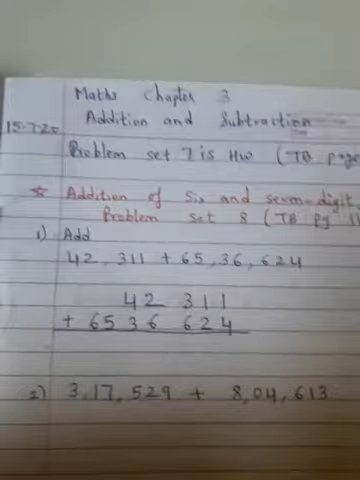 Maths Chapter 3
15.7.20 Addition and Subtraction
Problem set 7 is HW (TB page
☆ Addition of Six and seven-digit
Problem set 8 (TB pg
1) Add
42,311 + 65,36,624
42 311
+ 6536 624
2) 3,17,529 + 8,04,613